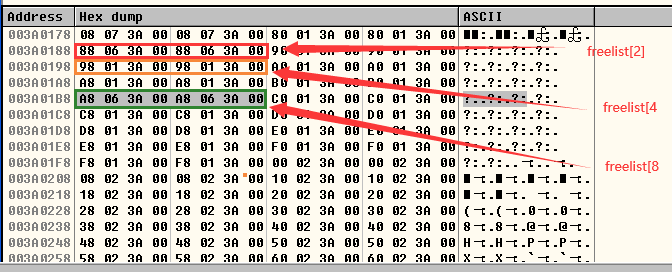 Address Hex dump ASCII
003A0178 08 07 3A 00 08 07 3A 00 80 01 3A 00 80 01 3A 00
003A0188 88 06 3A 00 88 06 3A 00 90 3A 00 ?:.?:.?:.?:.
freelist[2]
003A0198 98 01 3A 00 98 01 3A 00 A0 01 3A 00 A0 01 3A 00 ?:.?:.?:.?:.
003A01A8 A8 01 3A 00 A8 01 3A 00 B0 01 3A 00 01 3A 00
freelist[4
003A01B8 A8 06 3A 00 A8 06 3A 00 C0 01 3A 00 C0 01 3A 00
003A01C8 C8 01 3A 00 C8 01 3A 00 01 3A 00 D0 01 3A 00 ?:.?:.?:.?:.
003A01D8 D8 01 3A 00 D8 01 3A 00 E0 01 3A 00 01 3A 00 ?:.?:.?:.?:.
003A01E8 E8 01 3A 00 E8 01 3A 00 F0 01 3A 00 F0 01 3A 00
freelist[8
003A01F8 F8 01 3A 00 F8 01 3A 00 00 02 3A 00 00 02 3A 00
003A0208 08 02 3A 00 08 02 3A 00 10 02 3A 00 10 02 3A 00
003A0218 18 02 3A 00 18 02 3A 00 20 02 3A 00 20 02 3A 00
003A0228 28 02 3A 00 28 02 3A 00 30 02 3A 00 30 02 3A 00
003A0238 38 02 3A 00 38 02 3A 00 40 02 3A 00 40 02 3A 00
003A0248 48 02 3A 00 48 02 3A 00 50 02 3A 00 50 02 3A 00
003A0258 58 02 3A 00 58 02 3A 00 60 02 3A 00 60 02 3A 00